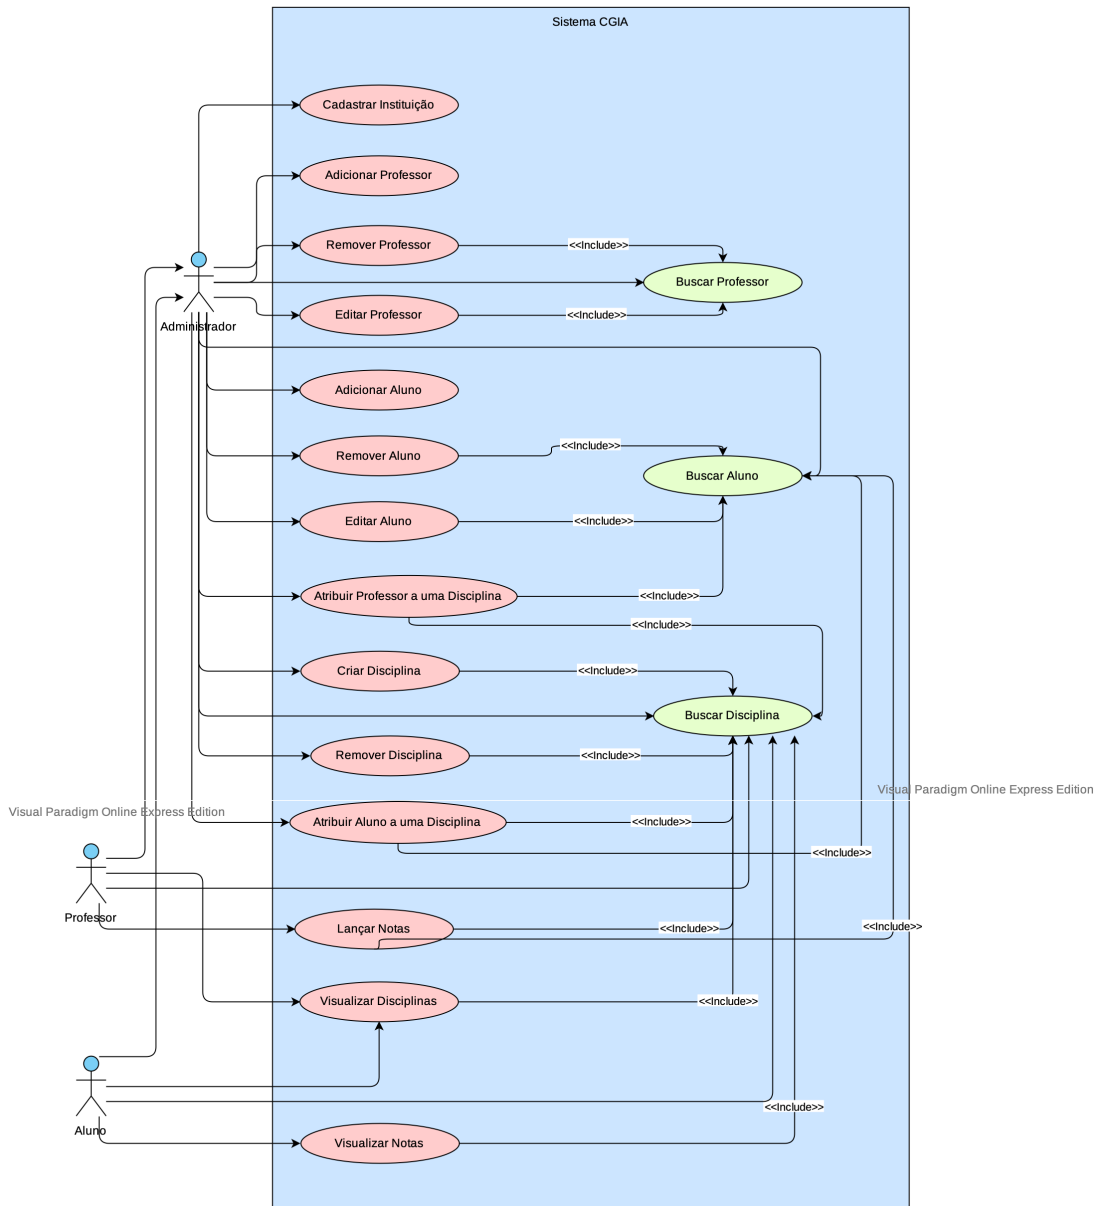 Sistema CGIA
Cadastrar Instituição
Adicionar Professor
Remover Professor
<<Include>>
Buscar Professor
Editar Professor
<<Include>>
Administrador
Adicionar Aluno
Remover Aluno
<<Include>>
Buscar Aluno
Editar Aluno
<<Include>>
Atribuir Professor a uma Disciplina
<<Include>>
<<Include>>
Criar Disciplina
<<Include>>
Buscar Disciplina
Remover Disciplina
<<Include>>
Visual Paradigm Online Express Edition
Visual Paradigm Online Express Edition
Atribuir Aluno a uma Disciplina
<<Include>>
<<Include>>
Professor
Lançar Notas
<<Include>>
<<Include>>
Visualizar Disciplinas
<<Include>>
<<Include>>
Aluno
Visualizar Notas